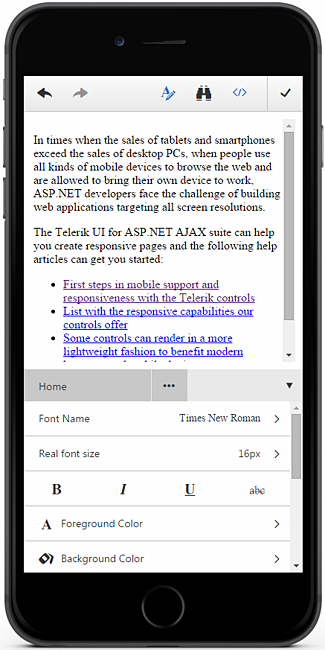 In times when the sales of tablets and smartphones
exceed the sales of desktop PCs, when people use
all kinds of mobile devices to browse the web and
are allowed to bring their own device to work,
ASP.NET developers face the challenge of building
web applications targeting all screen resolutions.
The Telerik UI for ASP.NET AJAX suite can help
you create responsive pages and the following help
articles can get you started:
First steps in mobile support and
responsiveness with the Telerik controls
List with the responsive capabilities our
controls offer
Some controls can render in a more
lightweight fashion to benefit modern
Home •••
Font Name Times New Roman
Real font size 16px
B I U abc
A Foreground Color
Background Color